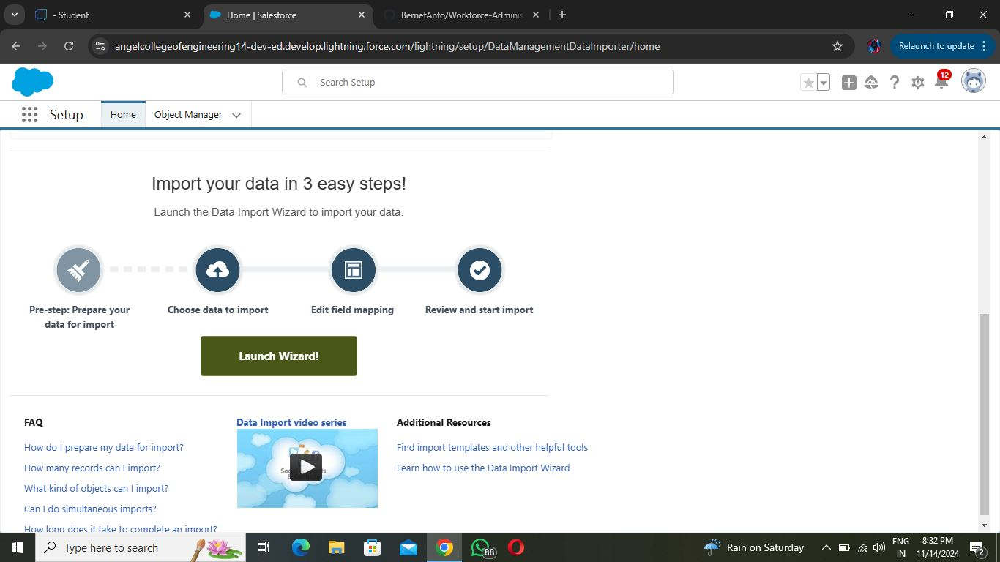 - Student
Home | Salesforce
BernetAnto/Workforce-Adminis
angelcollegeofengineering14-dev-ed.develop.lightning.force.com/lightning/setup/DataManagementDataImporter/home
Relaunch to update
Search Setup
12
Setup
Home
Object Manager
Import your data in 3 easy steps!
Launch the Data Import Wizard to import your data.
Pre-step: Prepare your
data for import
Choose data to import
Edit field mapping
Review and start import
Launch Wizard!
FAQ
How do I prepare my data for import?
How many records can I import?
What kind of objects can I import?
Can I do simultaneous imports?
How long does it take to complete an import?
Data Import video series
Additional Resources
Find import templates and other helpful tools
Learn how to use the Data Import Wizard
Type here to search
88
Rain on Saturday
ENG
IN
8:32 PM
11/14/2024
2